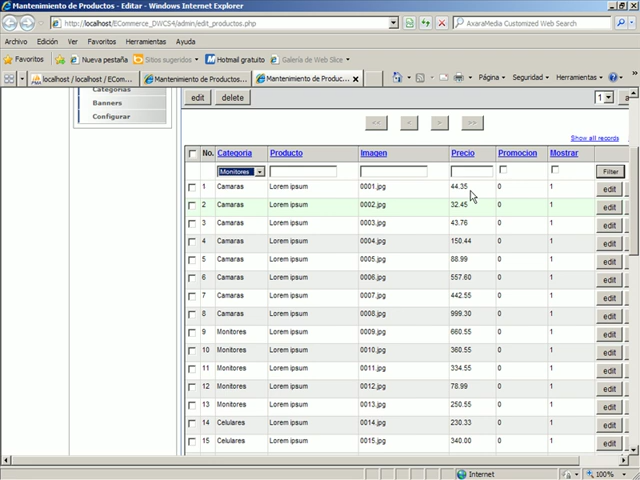 Mantenimiento de Productos - Editar - Windows Internet Explorer
http://localhost/ECommerce_DWCS4/admin/edit_productos.php
AxaraMedia Customized Web Search
Archivo Edición Ver Favoritos Herramientas Ayuda
Favoritos Nueva pestaña Sitios sugeridos Hotmail gratuito Galería de Web Slice
localhost / localhost / ECom... Mantenimiento de Productos... Mantenimiento de Produc... Página Seguridad Herramientas
Categorias
Banners
Configurar
edit delete 1
<< < > >>
Show all records
No. Categoria Producto Imagen Precio Promocion Mostrar
Monitores Filter
1 Camaras Lorem ipsum 0001.jpg 44.35 0 1 edit
2 Camaras Lorem ipsum 0002.jpg 32.45 0 1 edit
3 Camaras Lorem ipsum 0003.jpg 43.76 0 1 edit
4 Camaras Lorem ipsum 0004.jpg 150.44 0 1 edit
5 Camaras Lorem ipsum 0005.jpg 88.99 0 1 edit
6 Camaras Lorem ipsum 0006.jpg 557.60 0 1 edit
7 Camaras Lorem ipsum 0007.jpg 442.55 0 1 edit
8 Camaras Lorem ipsum 0008.jpg 999.30 0 1 edit
9 Monitores Lorem ipsum 0009.jpg 660.55 0 1 edit
10 Monitores Lorem ipsum 0010.jpg 360.55 0 1 edit
11 Monitores Lorem ipsum 0011.jpg 334.55 0 1 edit
12 Monitores Lorem ipsum 0012.jpg 78.99 0 1 edit
13 Monitores Lorem ipsum 0013.jpg 250.55 0 1 edit
14 Celulares Lorem ipsum 0014.jpg 230.33 0 1 edit
15 Celulares Lorem ipsum 0015.jpg 340.00 0 1 edit
Internet 100%